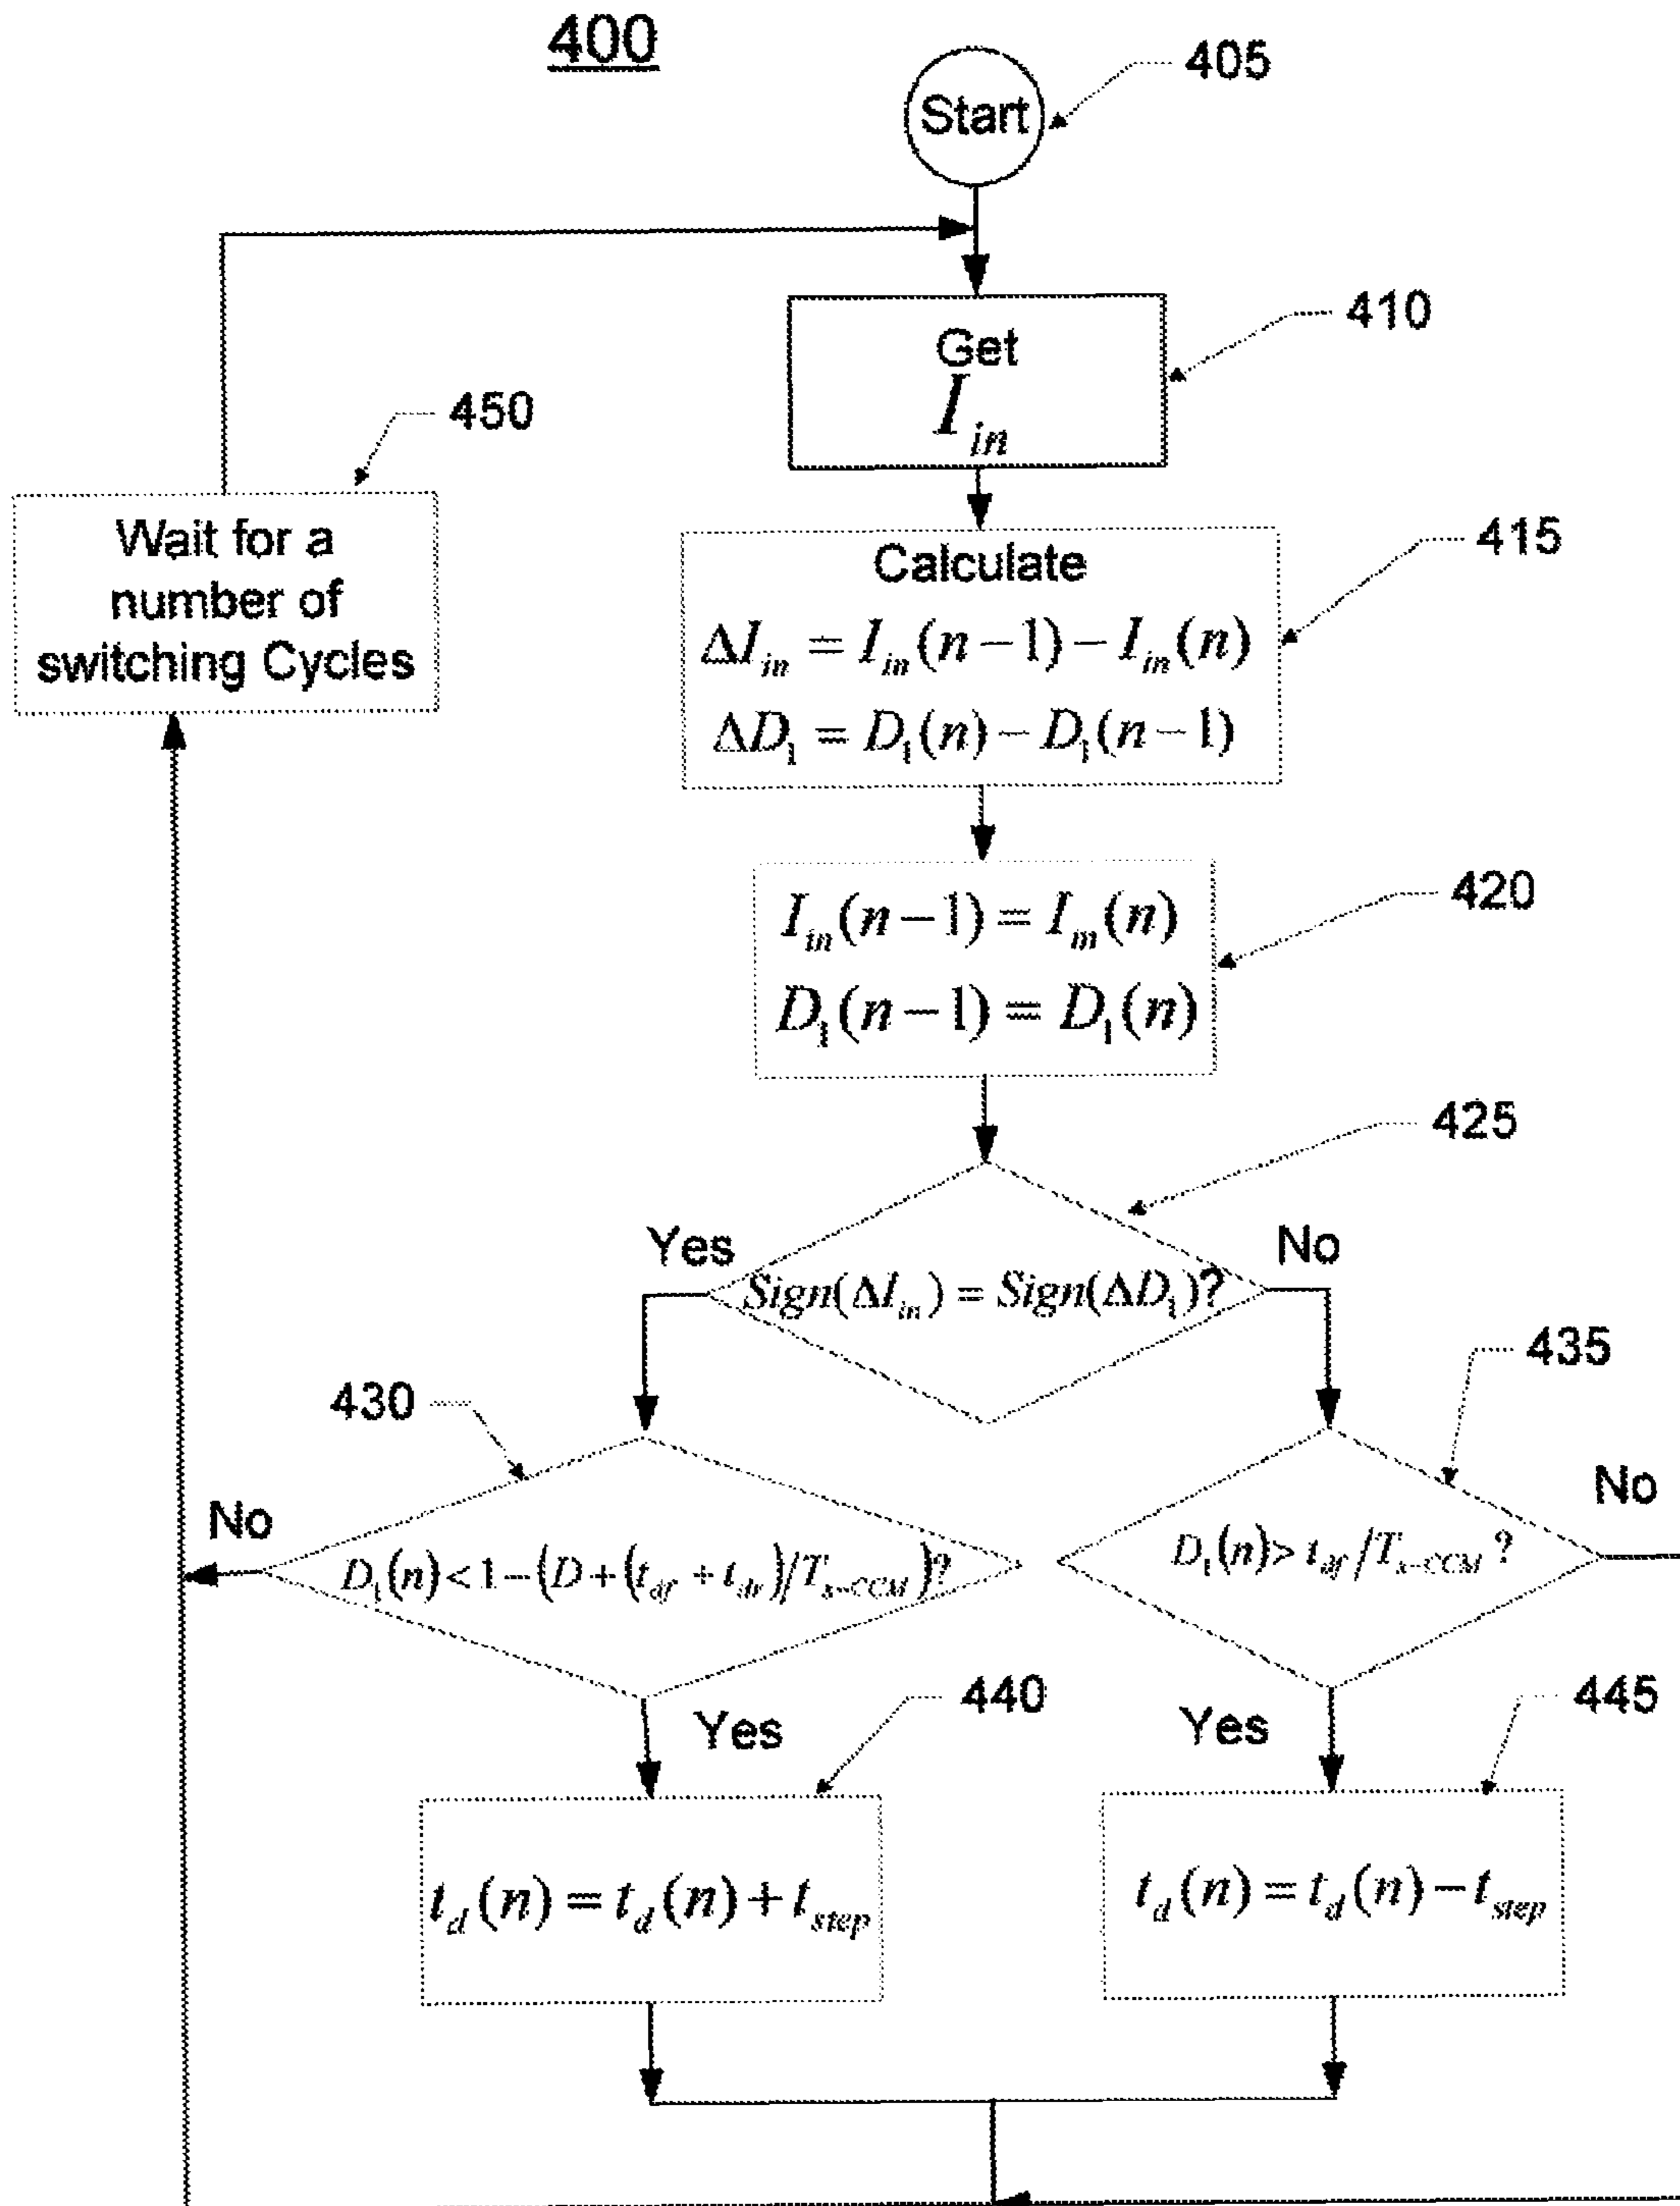 400
405
Start
410
Get
I_in
450
Wait for a
number of
switching Cycles
415
Calculate
ΔI_in = I_in(n−1) − I_in(n)
ΔD_1 = D_1(n) − D_1(n−1)
420
I_in(n−1) = I_in(n)
D_1(n−1) = D_1(n)
425
Yes
No
Sign(ΔI_in) = Sign(ΔD_1)?
430
435
No
No
D_1(n) < 1 − (D + (t_df + t_dr)/T_s−CCM)?
D_1(n) > t_df/T_s−CCM ?
440
445
Yes
Yes
t_d(n) = t_d(n) + t_step
t_d(n) = t_d(n) − t_step